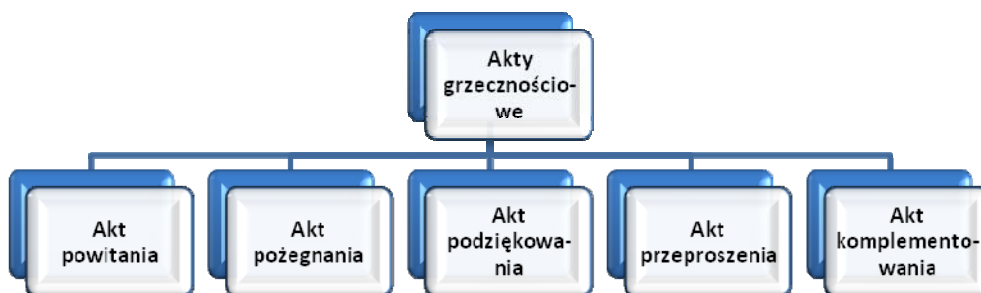 Akty
grzecznościo-
we
Akt
powitania
Akt
pożegnania
Akt
podziękowa-
nia
Akt
przeproszenia
Akt
komplemento-
wania